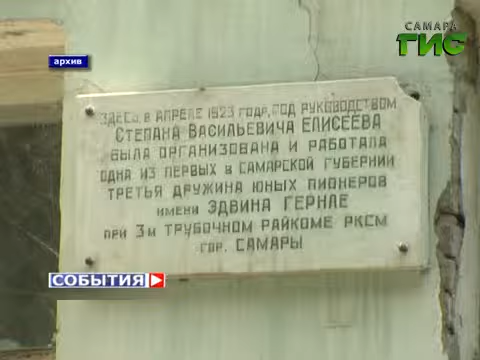 САМАРА
ГИС
архив
ЗДЕСЬ, В АПРЕЛЕ 1923 ГОДА, ПОД РУКОВОДСТВОМ
СТЕПАНА ВАСИЛЬЕВИЧА ЕЛИСЕЕВА
БЫЛА ОРГАНИЗОВАНА И РАБОТАЛА
ОДНА ИЗ ПЕРВЫХ В САМАРСКОЙ ГУБЕРНИИ
ТРЕТЬЯ ДРУЖИНА ЮНЫХ ПИОНЕРОВ
ИМЕНИ ЭДВИНА ГЕРНЛЕ
ПРИ 3М ТРУБОЧНОМ РАЙКОМЕ РКСМ
ГОР. САМАРЫ
СОБЫТИЯ